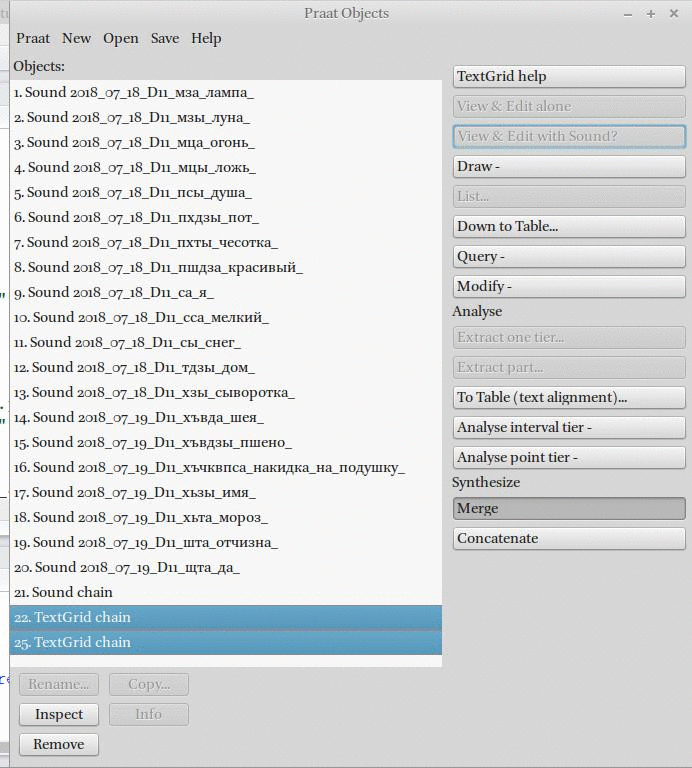 Praat Objects
Praat New Open Save Help
Objects:
1. Sound 2018_07_18_D11_мза_лампа_
2. Sound 2018_07_18_D11_мзы_луна_
3. Sound 2018_07_18_D11_мца_огонь_
4. Sound 2018_07_18_D11_мцы_ложь_
5. Sound 2018_07_18_D11_псы_душа_
6. Sound 2018_07_18_D11_пхдзы_пот_
7. Sound 2018_07_18_D11_пхты_чесотка_
8. Sound 2018_07_18_D11_пшдза_красивый_
9. Sound 2018_07_18_D11_са_я_
10. Sound 2018_07_18_D11_сса_мелкий_
11. Sound 2018_07_18_D11_сы_снег_
12. Sound 2018_07_18_D11_тдзы_дом_
13. Sound 2018_07_18_D11_хзы_сыворотка_
14. Sound 2018_07_19_D11_хъвда_шея_
15. Sound 2018_07_19_D11_хъвдзы_пшено_
16. Sound 2018_07_19_D11_хъчквпса_накидка_на_подушку_
17. Sound 2018_07_19_D11_хьзы_имя_
18. Sound 2018_07_19_D11_хьта_мороз_
19. Sound 2018_07_19_D11_шта_отчизна_
20. Sound 2018_07_19_D11_щта_да_
21. Sound chain
22. TextGrid chain
25. TextGrid chain
Rename... Copy...
Inspect Info
Remove
TextGrid help
View & Edit alone
View & Edit with Sound?
Draw -
List...
Down to Table...
Query -
Modify -
Analyse
Extract one tier...
Extract part...
To Table (text alignment)...
Analyse interval tier -
Analyse point tier -
Synthesize
Merge
Concatenate